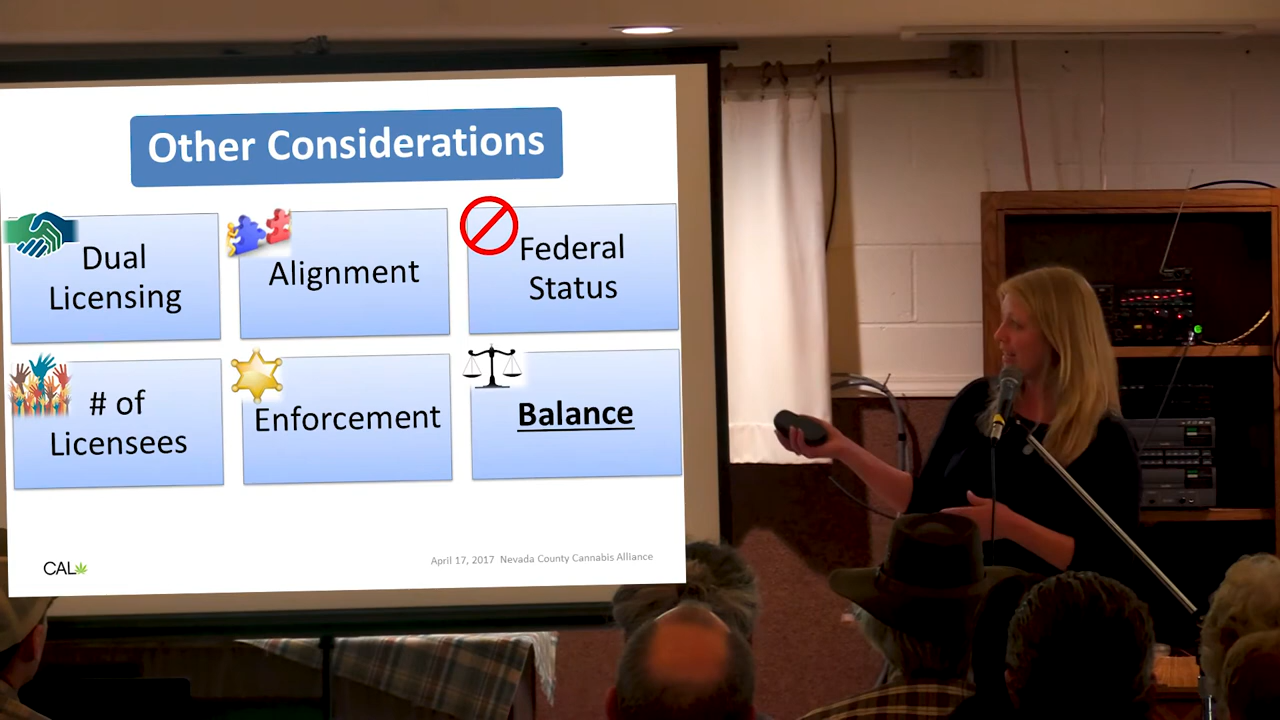 Other Considerations
Dual
Licensing
Alignment
Federal
Status
# of
Licensees
Enforcement
Balance
CAL
April 17, 2017 Nevada County Cannabis Alliance